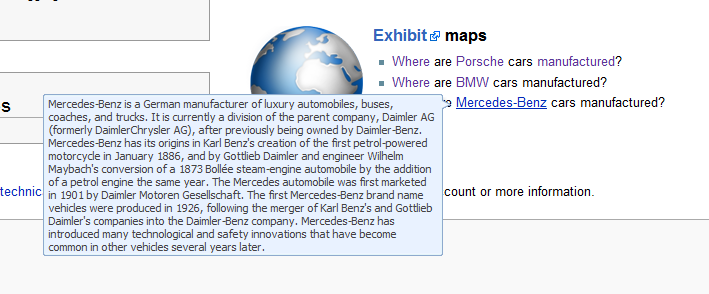 Exhibit maps
Where are Porsche cars manufactured?
Where are BMW cars manufactured?
Mercedes-Benz cars manufactured?
s
Mercedes-Benz is a German manufacturer of luxury automobiles, buses,
coaches, and trucks. It is currently a division of the parent company, Daimler AG
(formerly DaimlerChrysler AG), after previously being owned by Daimler-Benz.
Mercedes-Benz has its origins in Karl Benz's creation of the first petrol-powered
motorcycle in January 1886, and by Gottlieb Daimler and engineer Wilhelm
Maybach's conversion of a 1873 Bollée steam-engine automobile by the addition
of a petrol engine the same year. The Mercedes automobile was first marketed
in 1901 by Daimler Motoren Gesellschaft. The first Mercedes-Benz brand name
vehicles were produced in 1926, following the merger of Karl Benz's and Gottlieb
Daimler's companies into the Daimler-Benz company. Mercedes-Benz has
introduced many technological and safety innovations that have become
common in other vehicles several years later.
technic
count or more information.